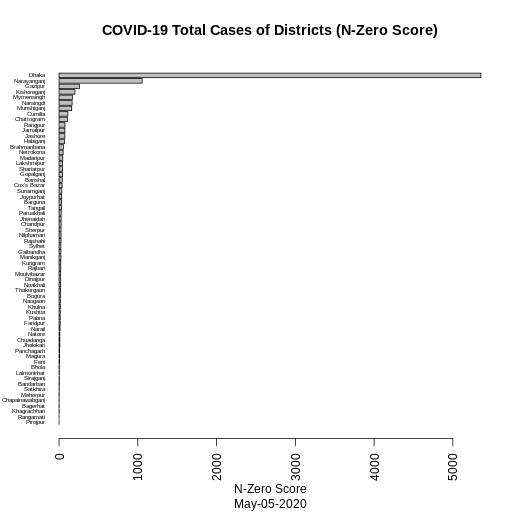 COVID-19 Total Cases of Districts (N-Zero Score)
Dhaka
Narayanganj
Gazipur
Kishoreganj
Mymensingh
Narsingdi
Munshiganj
Cumilla
Chattogram
Rangpur
Jamalpur
Jashore
Habiganj
Brahmanbaria
Netrokona
Madaripur
Lakshmipur
Shariatpur
Gopalganj
Barishal
Cox's Bazar
Sunamganj
Joypurhat
Barguna
Tangail
Patuakhali
Jhenaidah
Chandpur
Sherpur
Nilphamari
Rajshahi
Sylhet
Gaibandha
Manikganj
Kurigram
Rajbari
Moulvibazar
Dinajpur
Noakhali
Thakurgaon
Bogura
Naogaon
Khulna
Kushtia
Pabna
Faridpur
Narail
Natore
Chuadanga
Jhalokati
Panchagarh
Magura
Feni
Bhola
Lalmonirhat
Sirajganj
Bandarban
Satkhira
Meherpur
Chapainawabganj
Bagerhat
Khagrachhari
Rangamati
Pirojpur
0
1000
2000
3000
4000
5000
N-Zero Score
May-05-2020